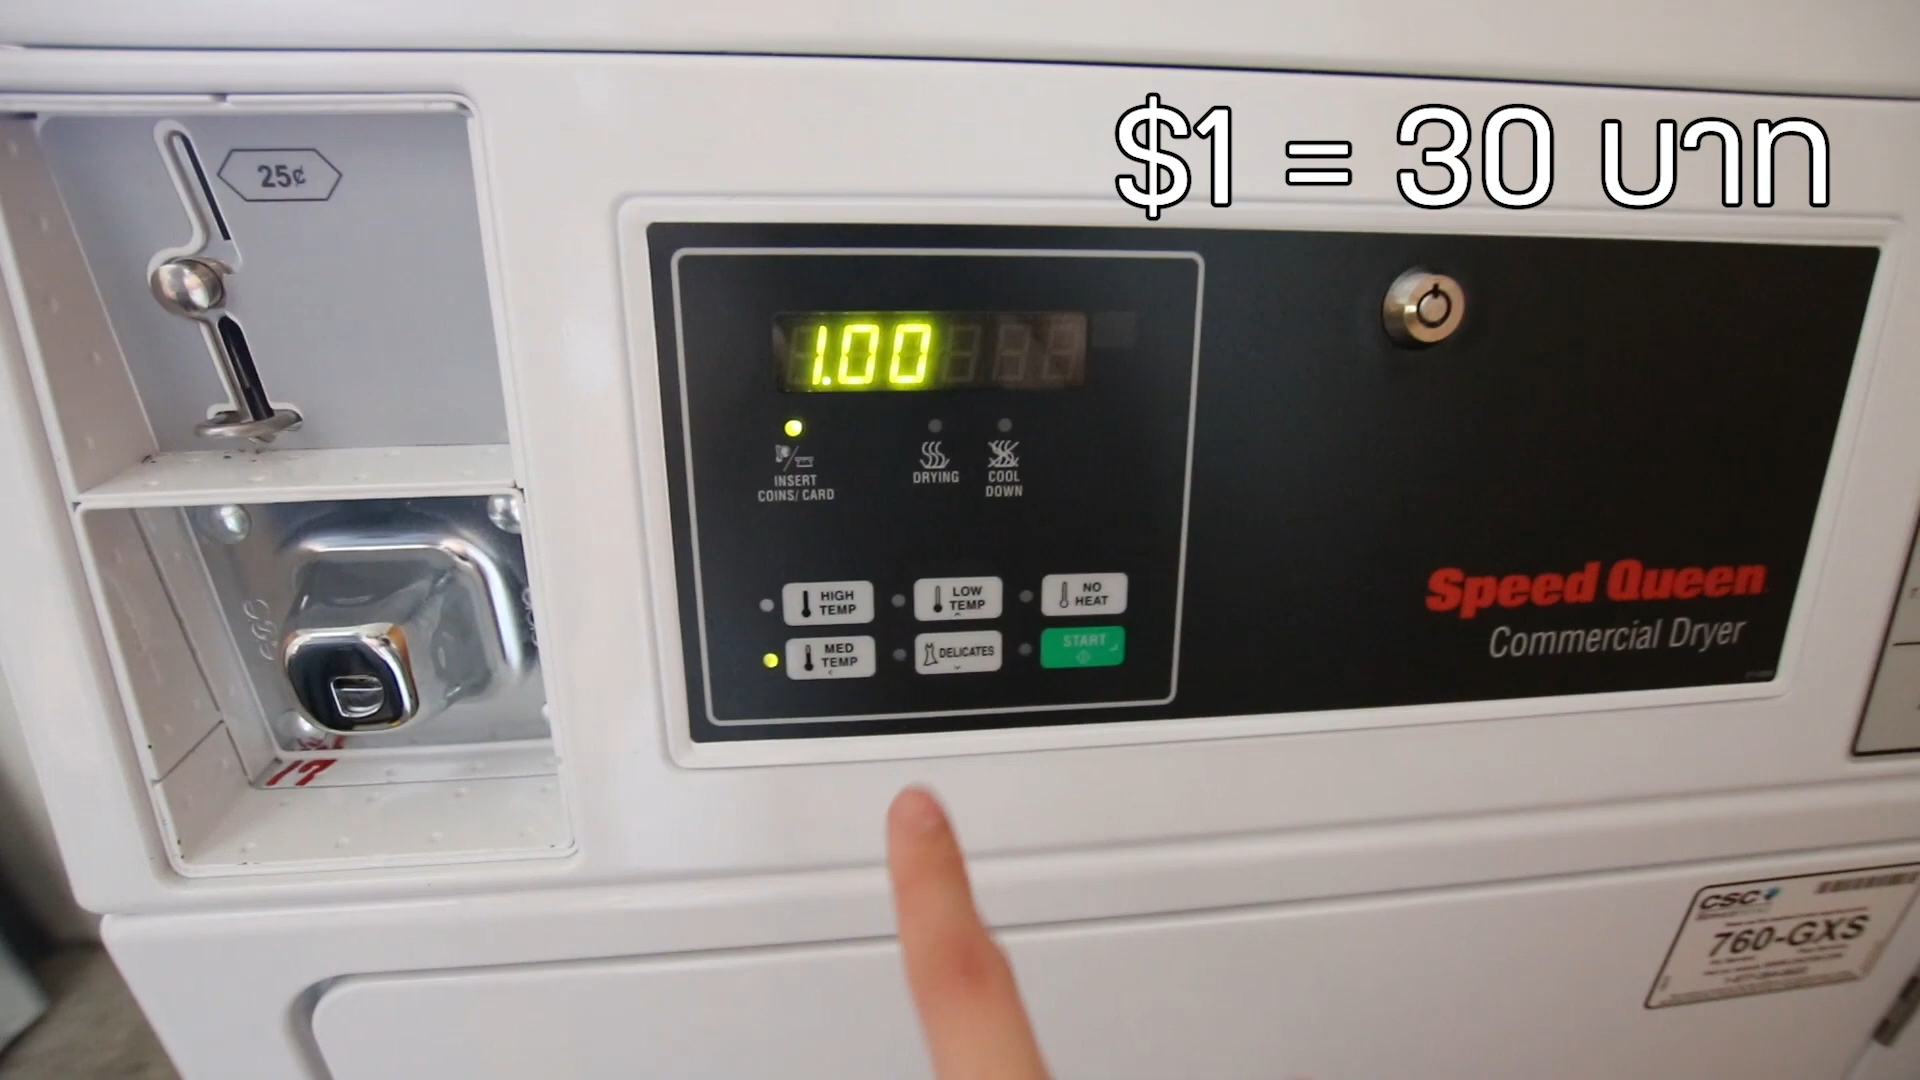 $1 = 30 บาท
25¢
1.00
INSERT
COINS/ CARD
DRYING
COOL
DOWN
HIGH
TEMP
LOW
TEMP
NO
HEAT
MED
TEMP
DELICATES
START
Speed Queen
Commercial Dryer
CSC
760-GXS